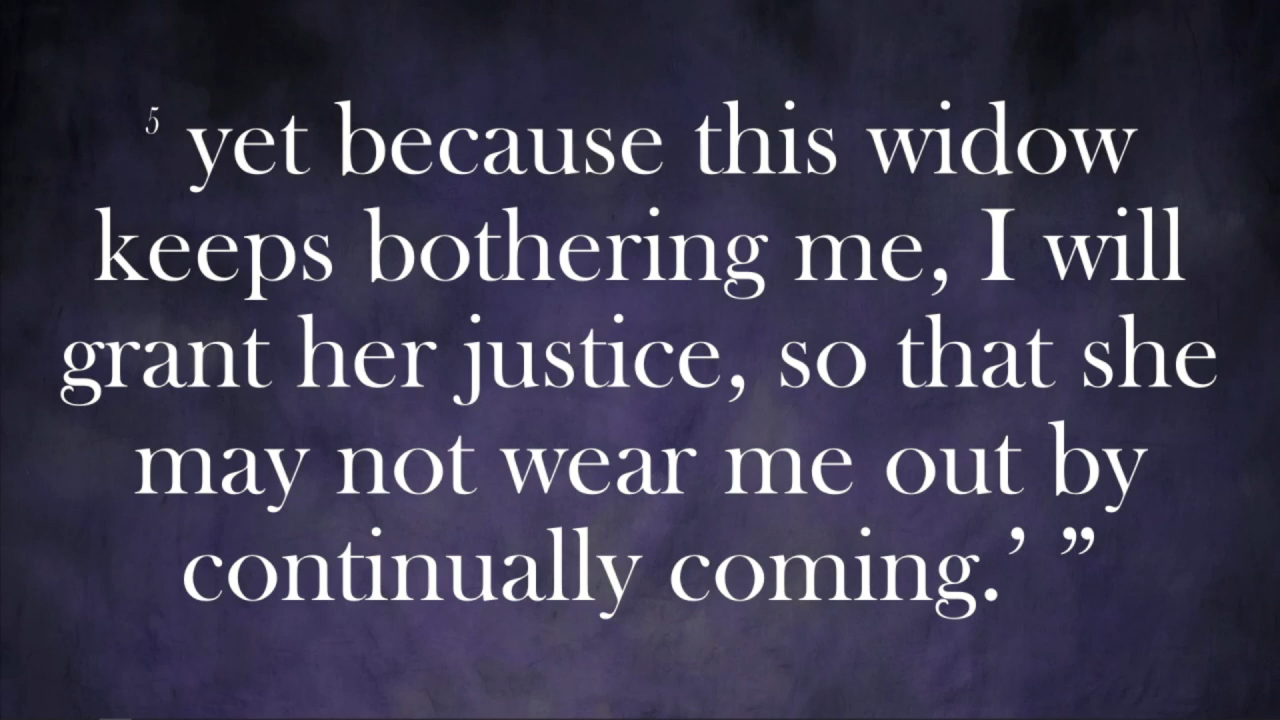 5 yet because this widow
keeps bothering me, I will
grant her justice, so that she
may not wear me out by
continually coming.’ ”